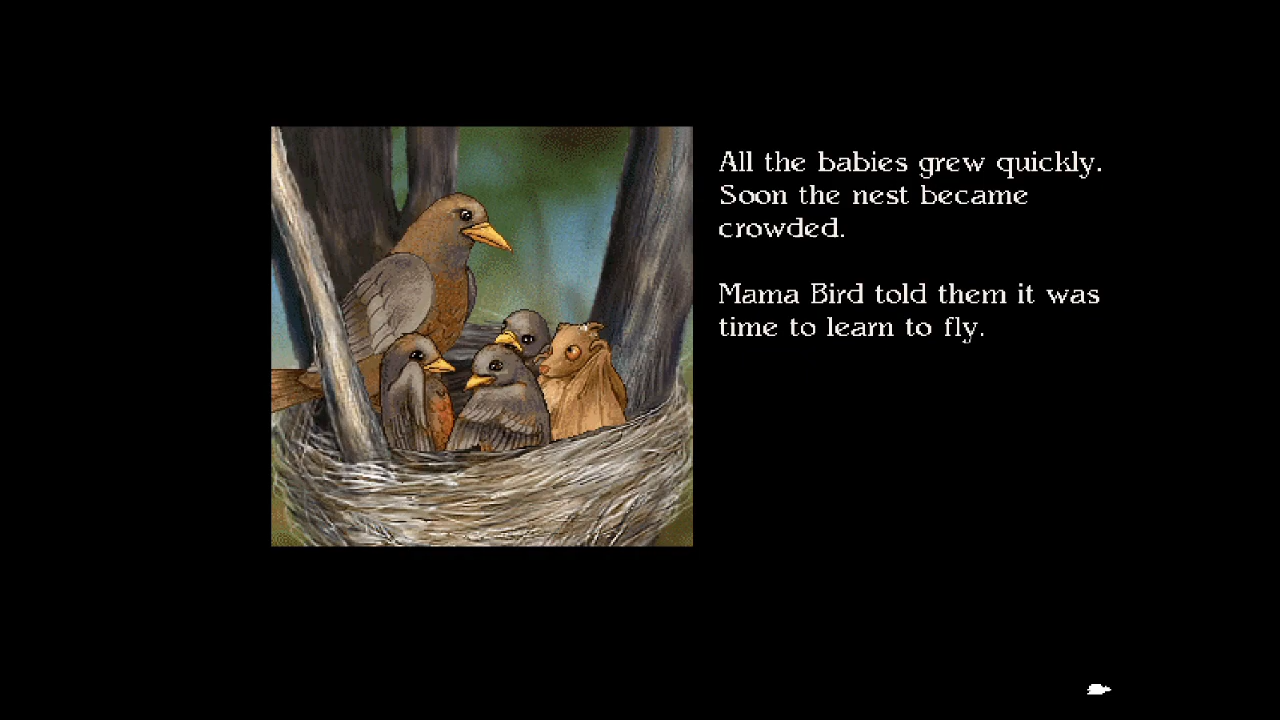 All the babies grew quickly.
Soon the nest became
crowded.
Mama Bird told them it was
time to learn to fly.